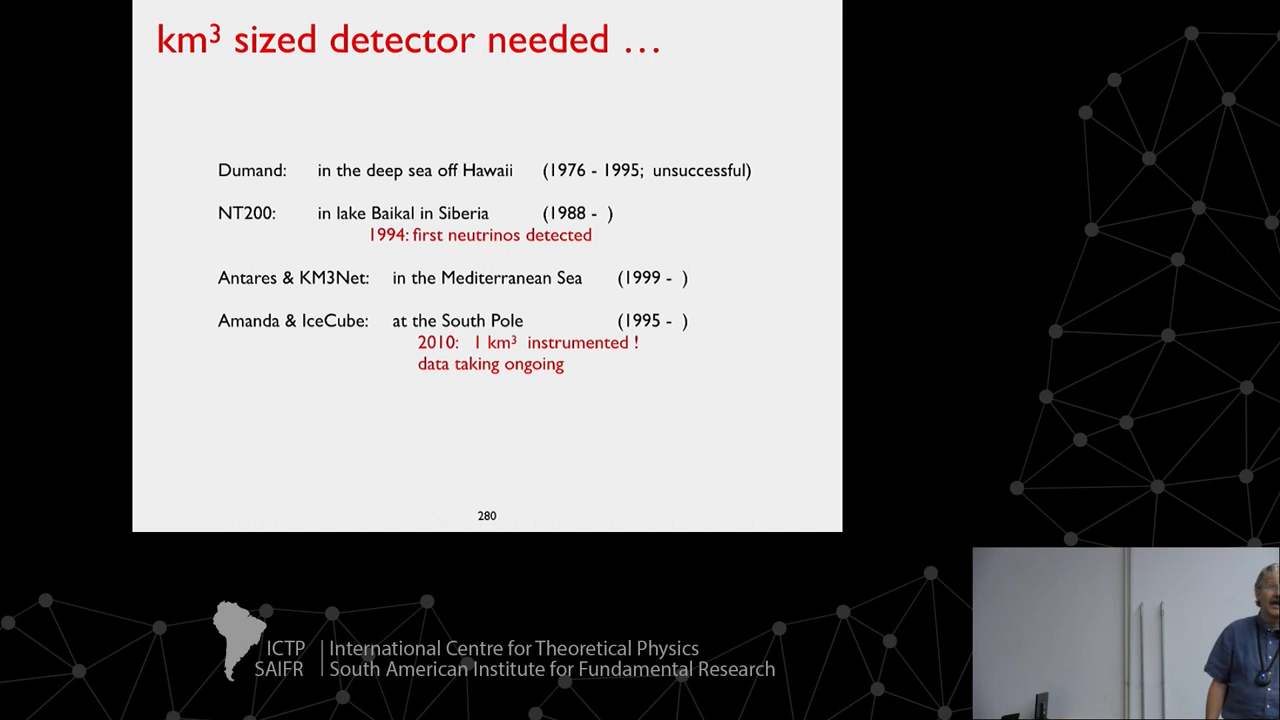 km³ sized detector needed …
Dumand: in the deep sea off Hawaii (1976 - 1995; unsuccessful)
NT200: in lake Baikal in Siberia (1988 - )
1994: first neutrinos detected
Antares & KM3Net: in the Mediterranean Sea (1999 - )
Amanda & IceCube: at the South Pole (1995 - )
2010: 1 km³ instrumented !
data taking ongoing
280
ICTP International Centre for Theoretical Physics
SAIFR South American Institute for Fundamental Research